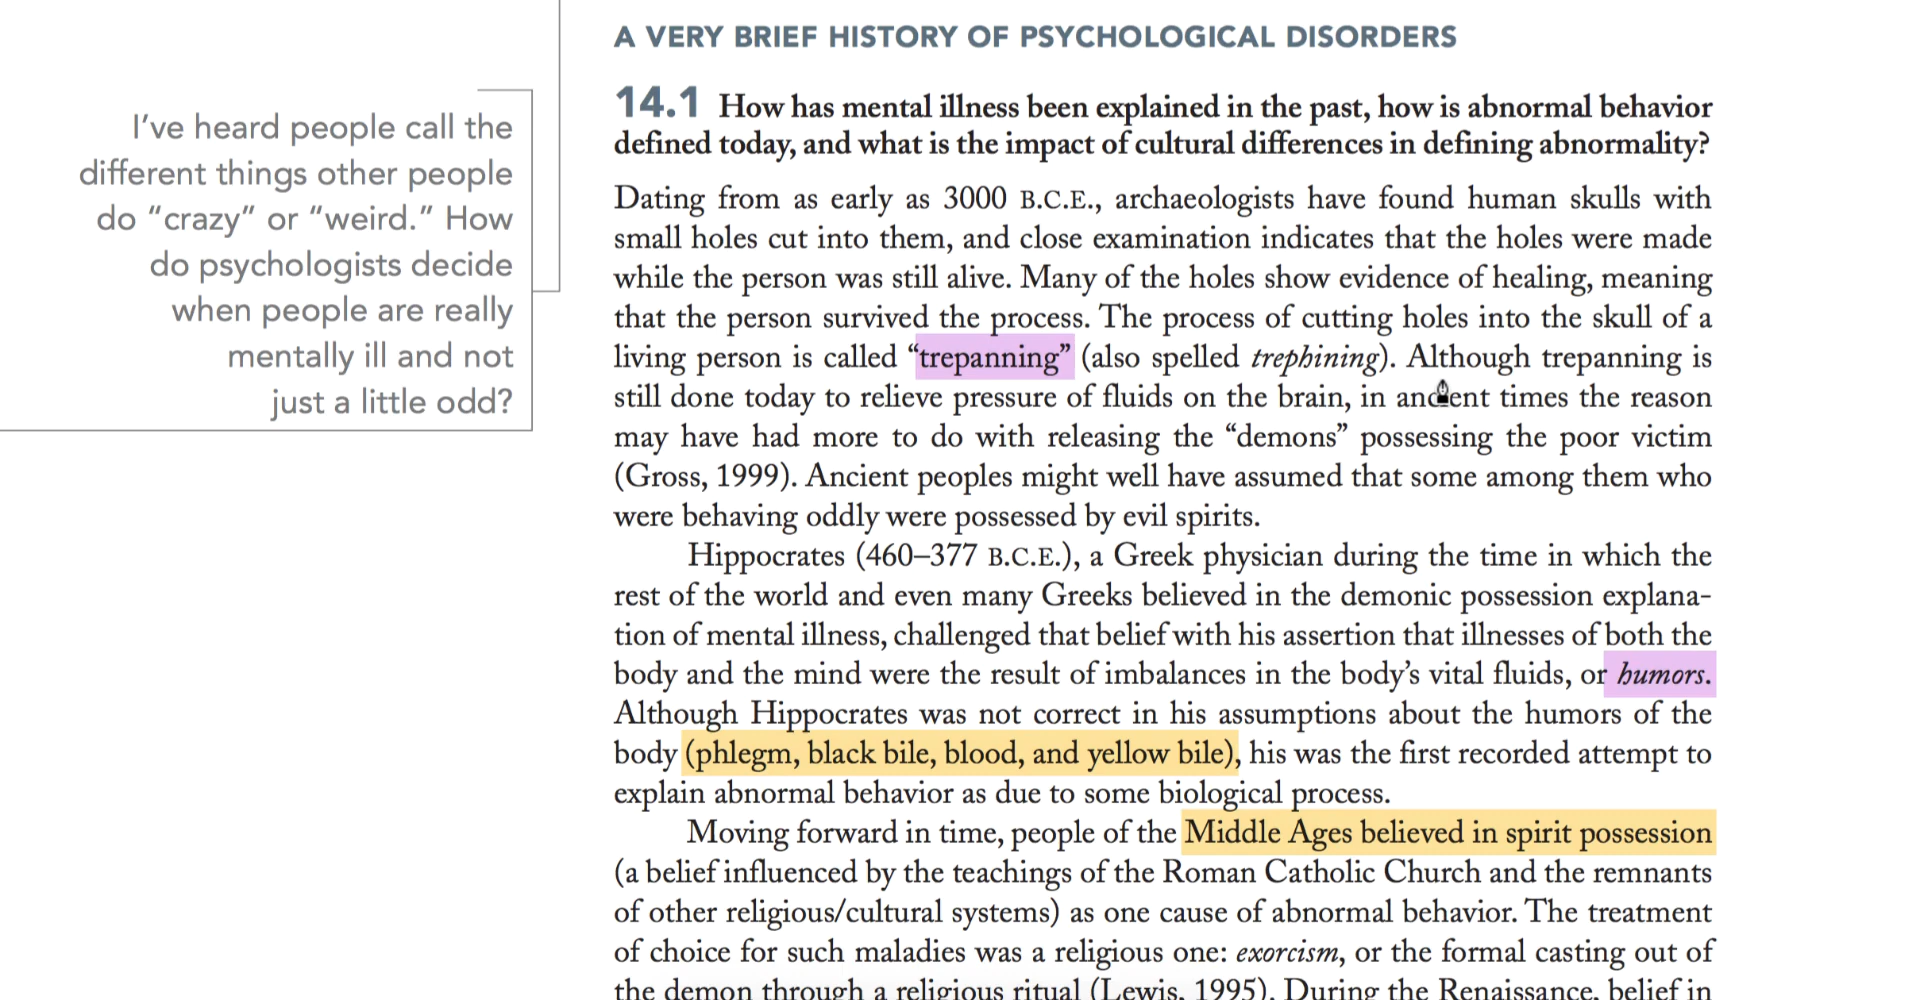 A VERY BRIEF HISTORY OF PSYCHOLOGICAL DISORDERS
I’ve heard people call the
different things other people
do “crazy” or “weird.” How
do psychologists decide
when people are really
mentally ill and not
just a little odd?
14.1 How has mental illness been explained in the past, how is abnormal behavior
defined today, and what is the impact of cultural differences in defining abnormality?
Dating from as early as 3000 B.C.E., archaeologists have found human skulls with
small holes cut into them, and close examination indicates that the holes were made
while the person was still alive. Many of the holes show evidence of healing, meaning
that the person survived the process. The process of cutting holes into the skull of a
living person is called “trepanning” (also spelled trephining). Although trepanning is
still done today to relieve pressure of fluids on the brain, in ancient times the reason
may have had more to do with releasing the “demons” possessing the poor victim
(Gross, 1999). Ancient peoples might well have assumed that some among them who
were behaving oddly were possessed by evil spirits.
Hippocrates (460–377 B.C.E.), a Greek physician during the time in which the
rest of the world and even many Greeks believed in the demonic possession explana-
tion of mental illness, challenged that belief with his assertion that illnesses of both the
body and the mind were the result of imbalances in the body’s vital fluids, or humors.
Although Hippocrates was not correct in his assumptions about the humors of the
body (phlegm, black bile, blood, and yellow bile), his was the first recorded attempt to
explain abnormal behavior as due to some biological process.
Moving forward in time, people of the Middle Ages believed in spirit possession
(a belief influenced by the teachings of the Roman Catholic Church and the remnants
of other religious/cultural systems) as one cause of abnormal behavior. The treatment
of choice for such maladies was a religious one: exorcism, or the formal casting out of
the demon through a religious ritual (Lewis, 1995). During the Renaissance, belief in